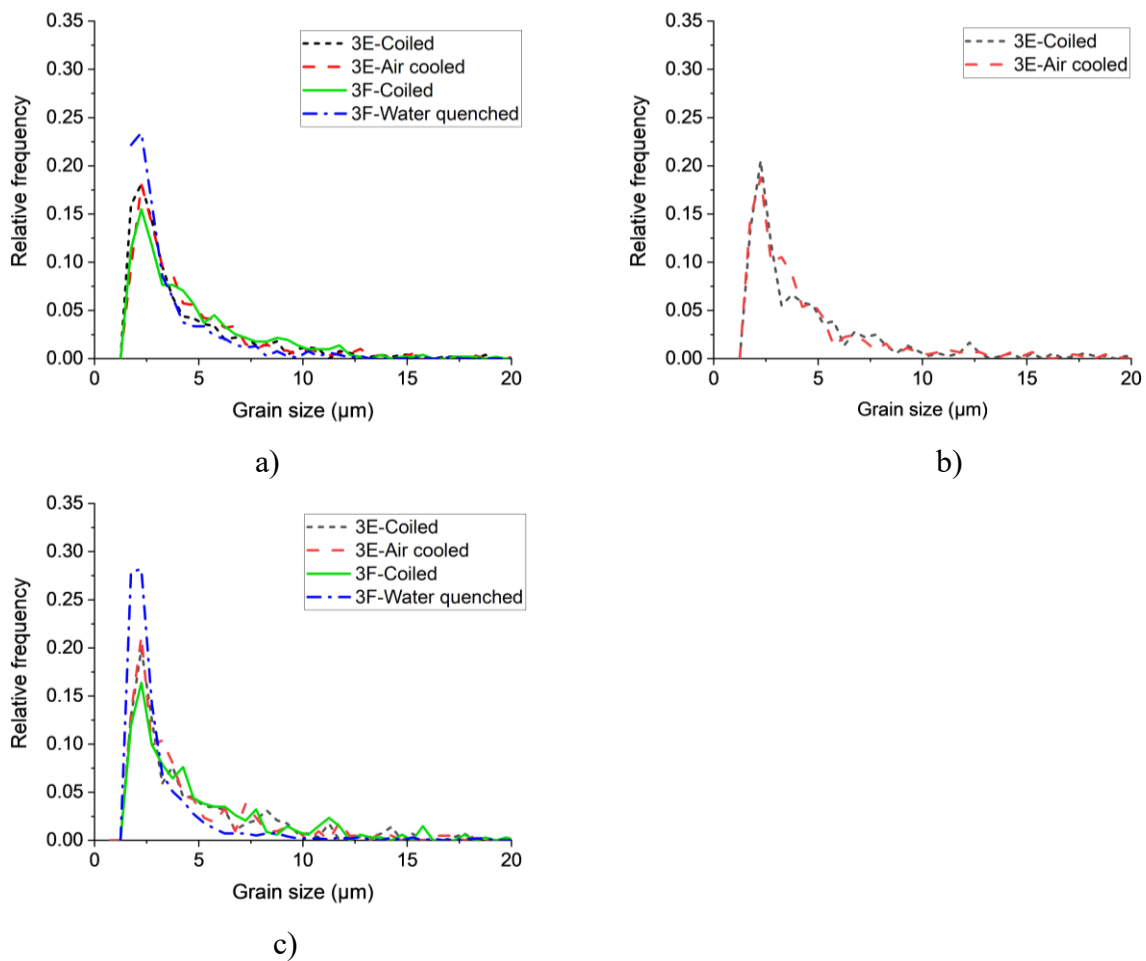 0.35
0.30
0.25
0.20
0.15
0.10
0.05
0.00
Relative frequency
3E-Coiled
3E-Air cooled
3F-Coiled
3F-Water quenched
0 5 10 15 20
Grain size (μm)
a)
0.35
0.30
0.25
0.20
0.15
0.10
0.05
0.00
Relative frequency
3E-Coiled
3E-Air cooled
0 5 10 15 20
Grain size (μm)
b)
0.35
0.30
0.25
0.20
0.15
0.10
0.05
0.00
Relative frequency
3E-Coiled
3E-Air cooled
3F-Coiled
3F-Water quenched
0 5 10 15 20
Grain size (μm)
c)